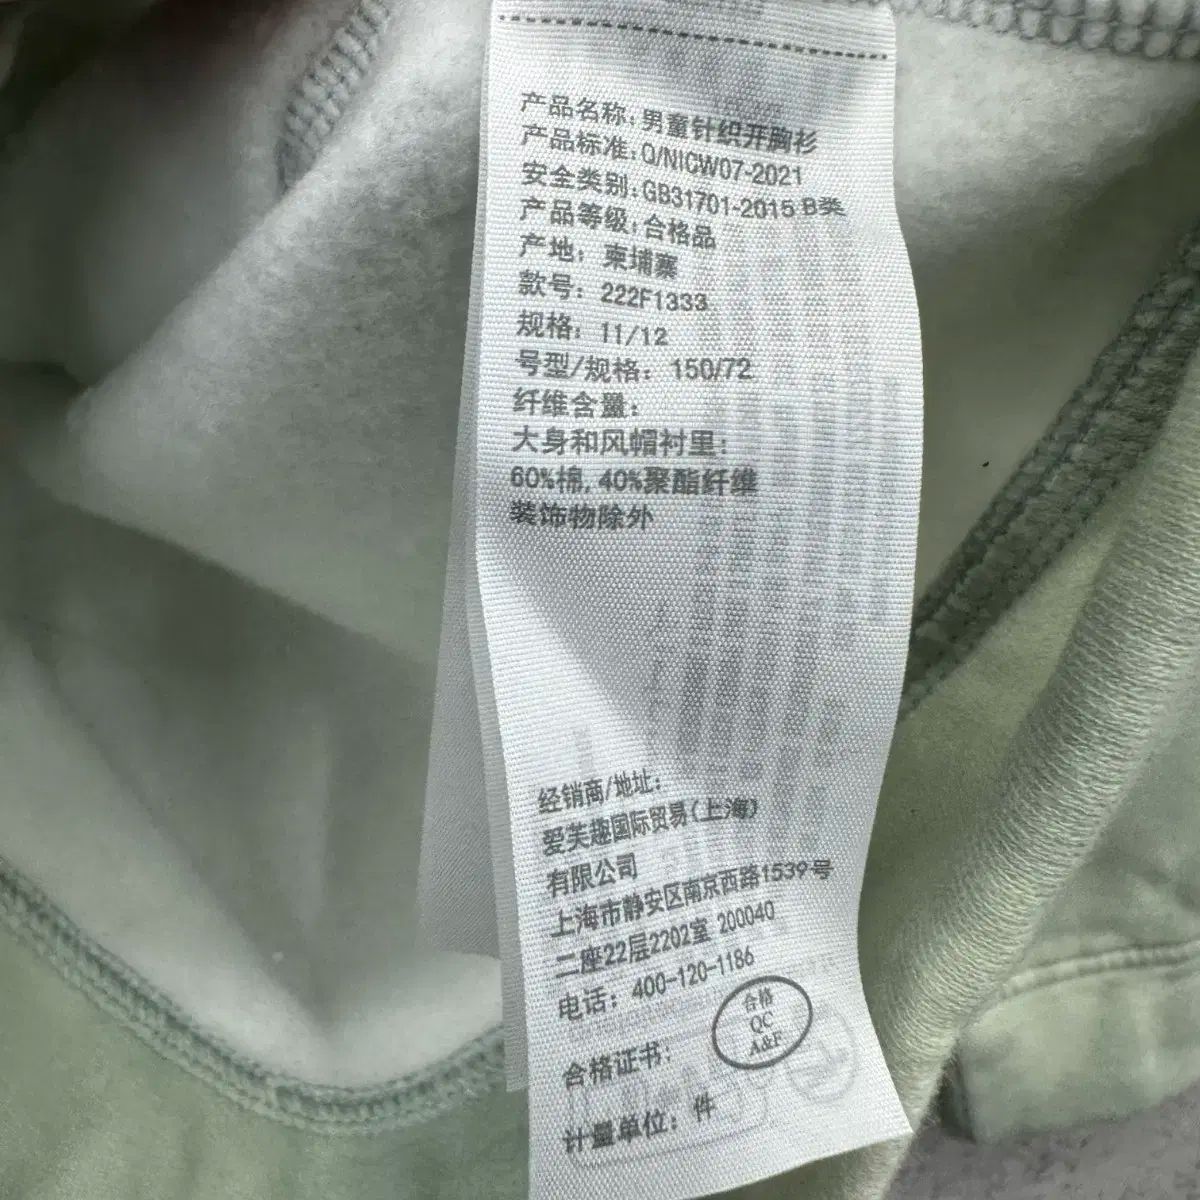 产品名称：男童针织开胸衫
产品标准：Q/NICW07-2021
安全类别：GB31701-2015 B类
产品等级：合格品
产地：柬埔寨
款号：222F1333
规格：11/12
号型/规格：150/72
纤维含量：
大身和风帽衬里：
60%棉，40%聚酯纤维
装饰物除外
经销商/地址：
爱芙趣国际贸易（上海）
有限公司
上海市静安区南京西路1539号
二座22层2202室 200040
电话：400-120-1186
合格证书：
合格
QC
A&F
计量单位：件